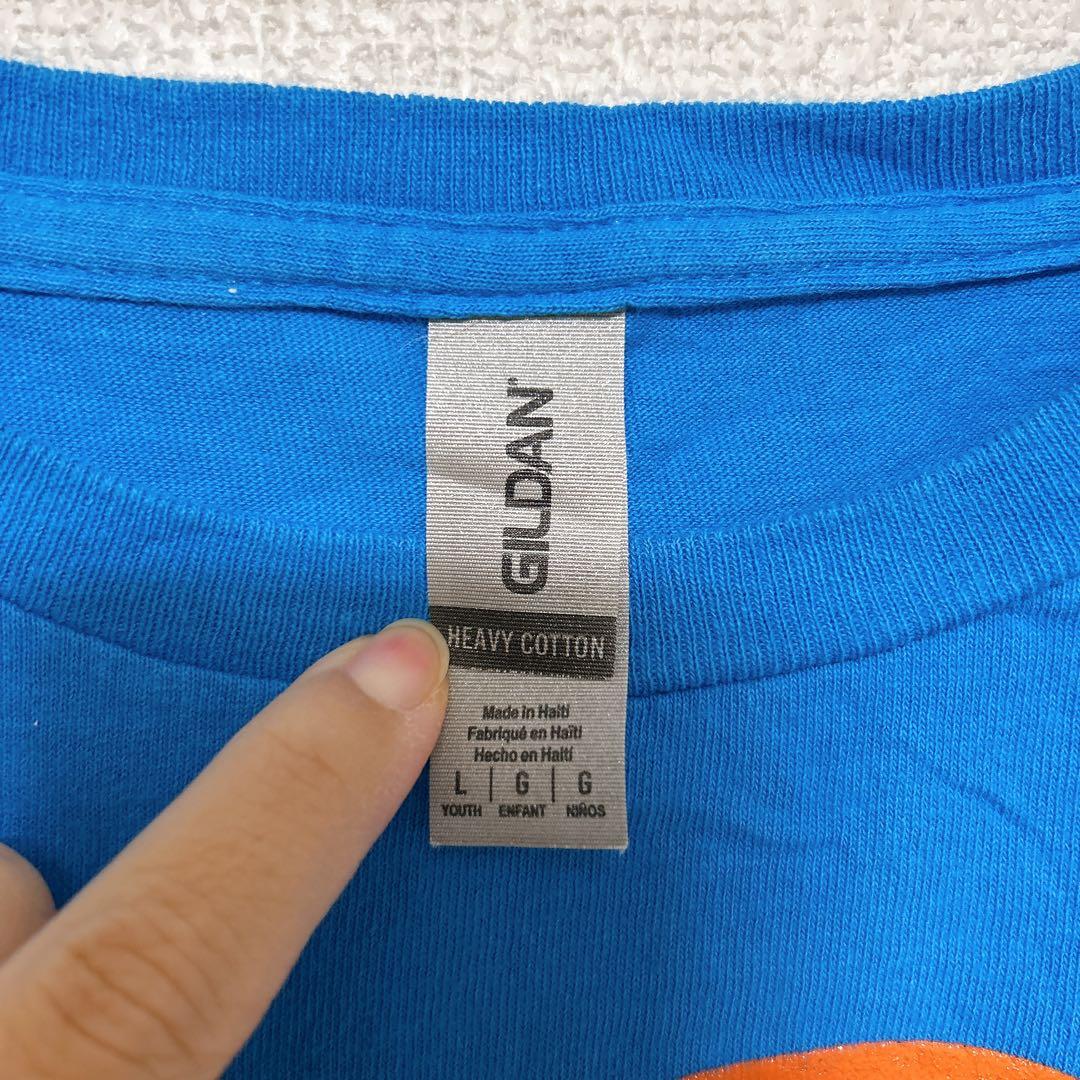 GILDAN®
HEAVY COTTON
Made in Haiti
Fabriqué en Haïti
Hecho en Haití
L | G | G
YOUTH ENFANT NIÑOS